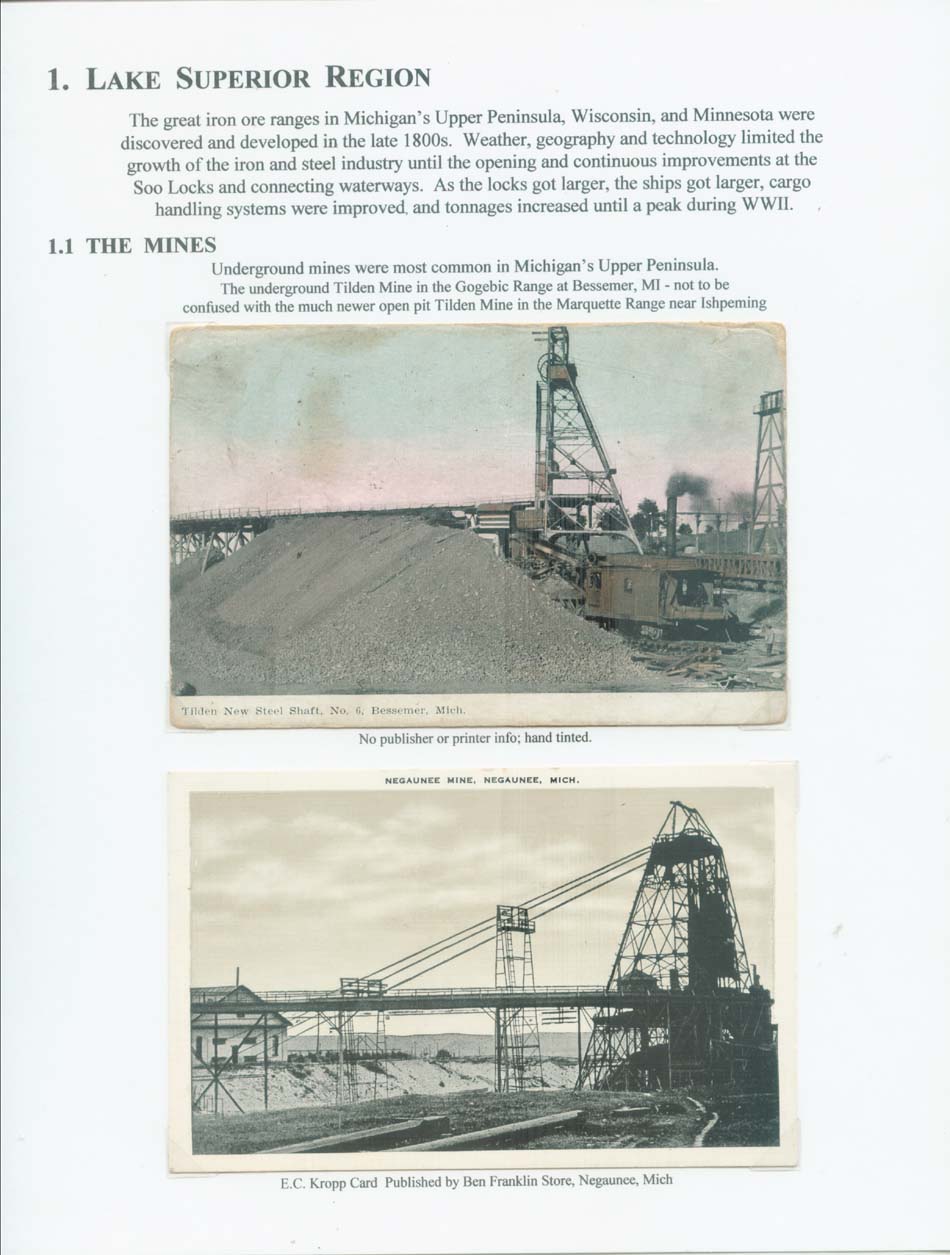 1. LAKE SUPERIOR REGION
The great iron ore ranges in Michigan's Upper Peninsula, Wisconsin, and Minnesota were
discovered and developed in the late 1800s. Weather, geography and technology limited the
growth of the iron and steel industry until the opening and continuous improvements at the
Soo Locks and connecting waterways. As the locks got larger, the ships got larger, cargo
handling systems were improved, and tonnages increased until a peak during WWII.
1.1 THE MINES
Underground mines were most common in Michigan's Upper Peninsula.
The underground Tilden Mine in the Gogebic Range at Bessemer, MI - not to be
confused with the much newer open pit Tilden Mine in the Marquette Range near Ishpeming
Tilden New Steel Shaft, No. 6, Bessemer, Mich.
No publisher or printer info; hand tinted.
NEGAUNEE MINE, NEGAUNEE, MICH.
E.C. Kropp Card Published by Ben Franklin Store, Negaunee, Mich